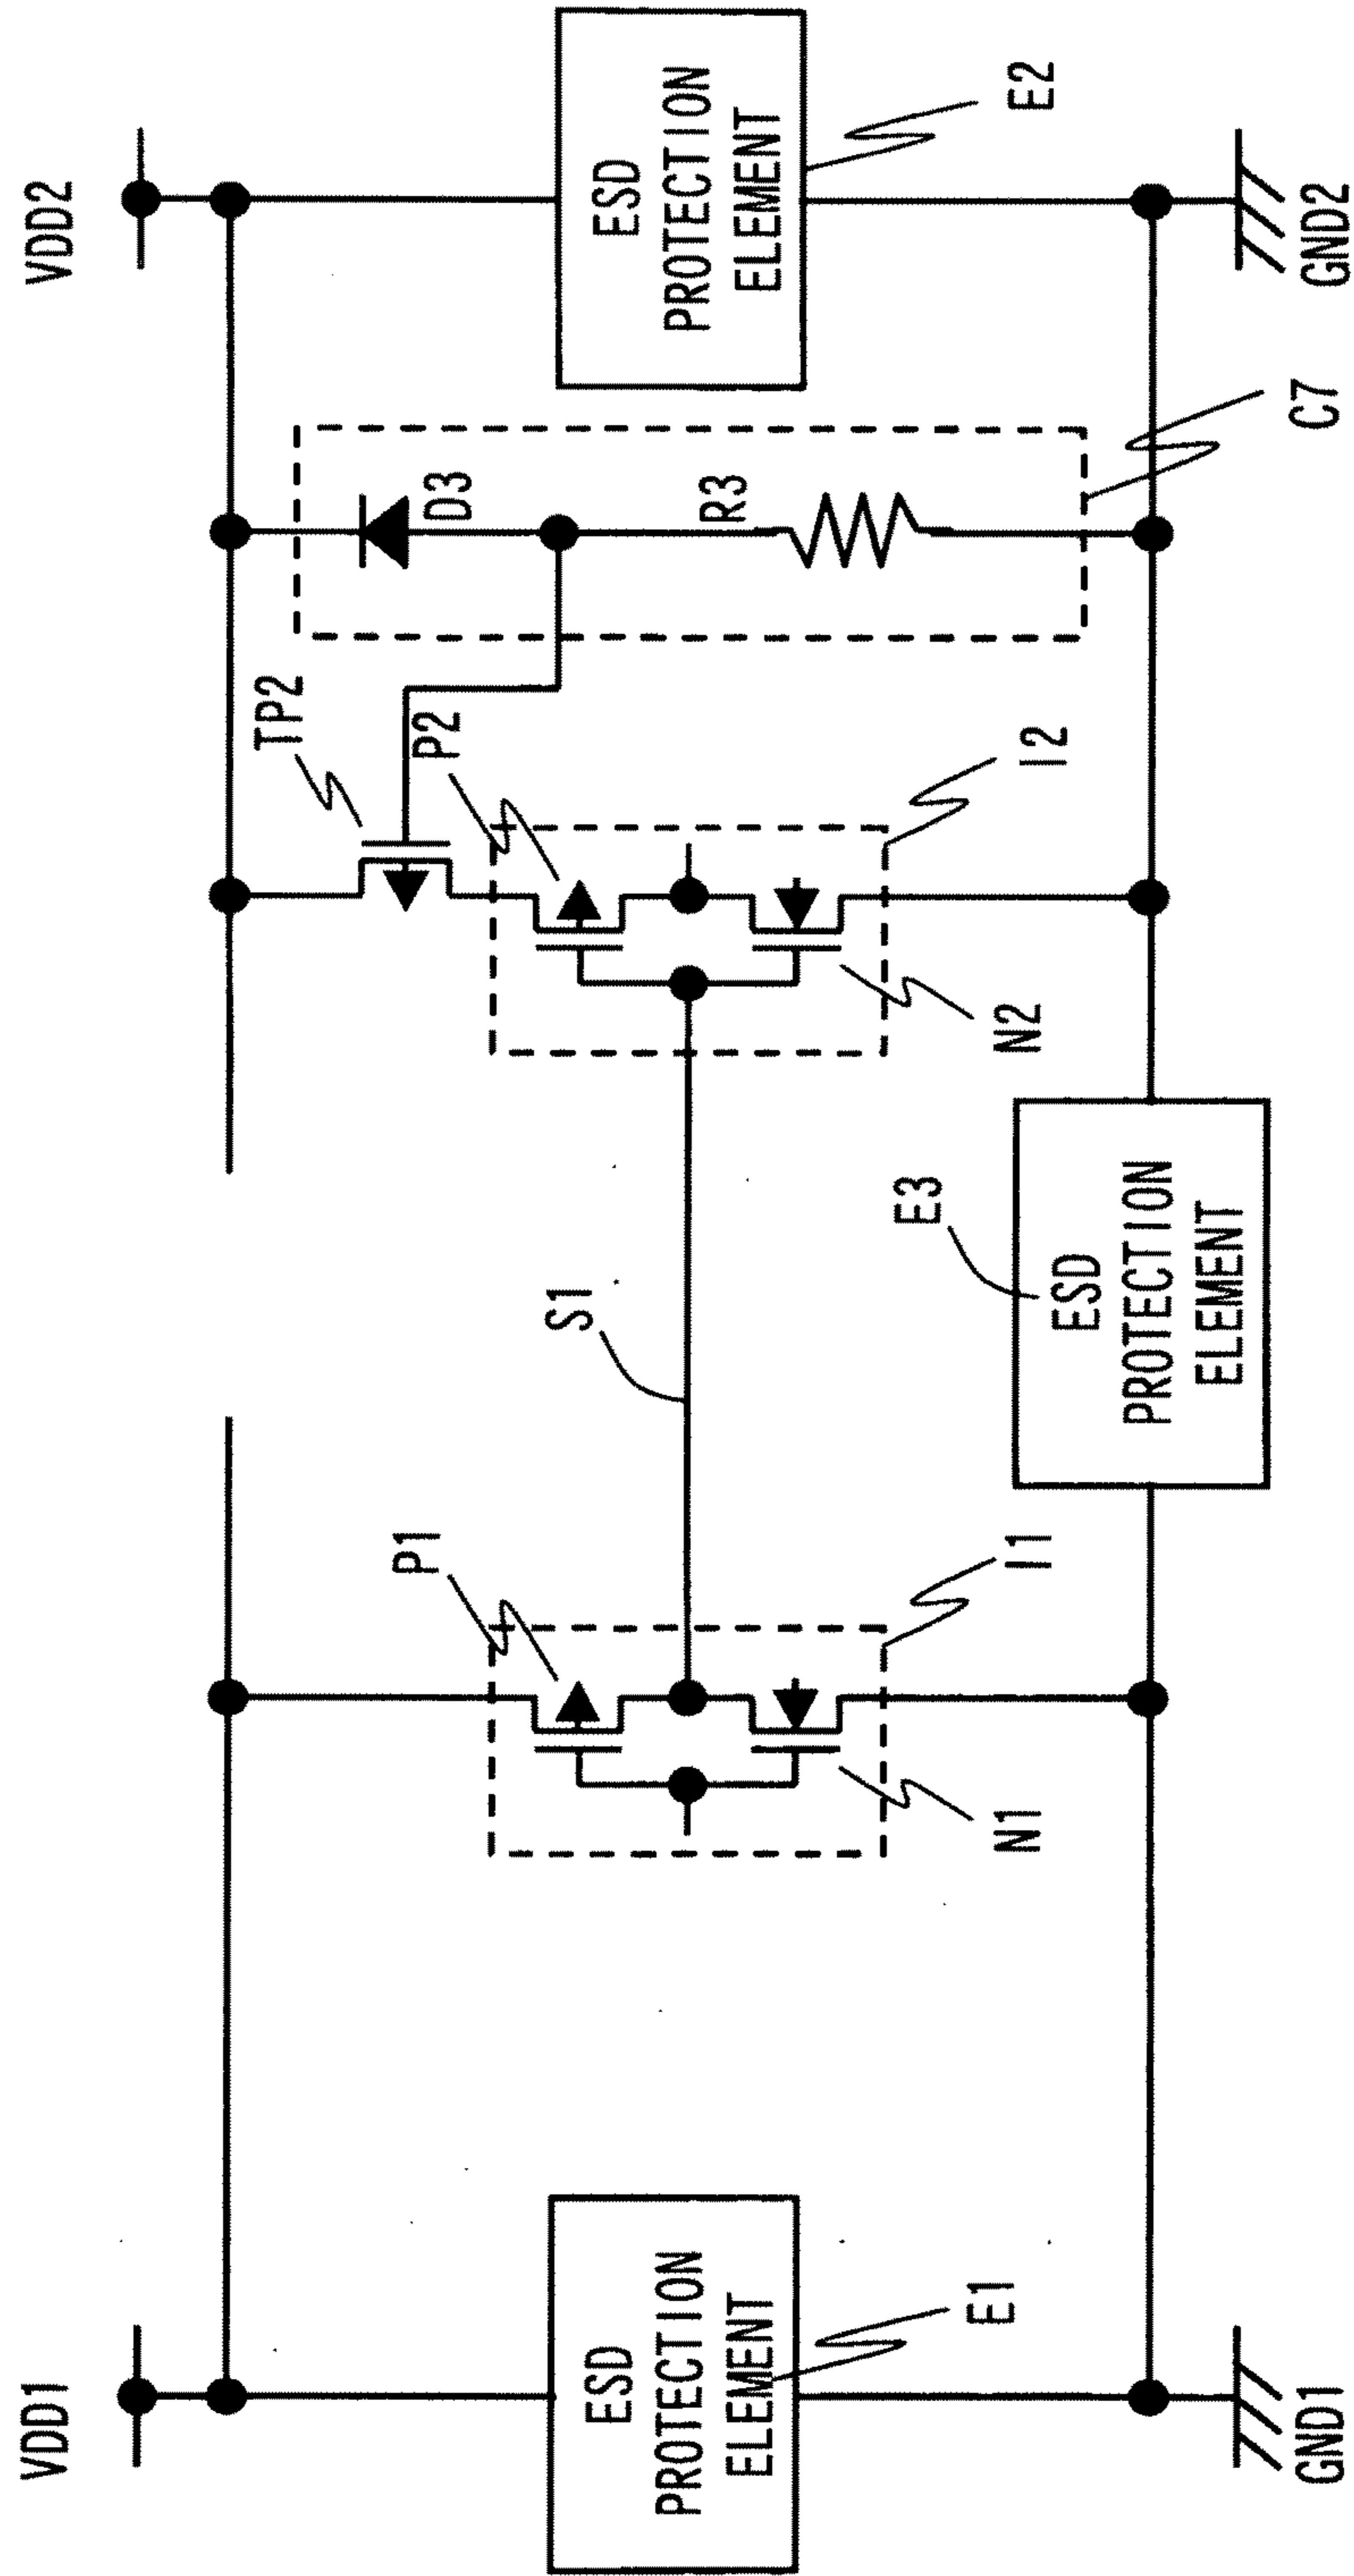 VDD1
VDD2
ESD
PROTECTION
ELEMENT
E1
P1
I1
N1
S1
ESD
PROTECTION
ELEMENT
E3
TP2
P2
I2
N2
D3
R3
C7
ESD
PROTECTION
ELEMENT
E2
GND1
GND2